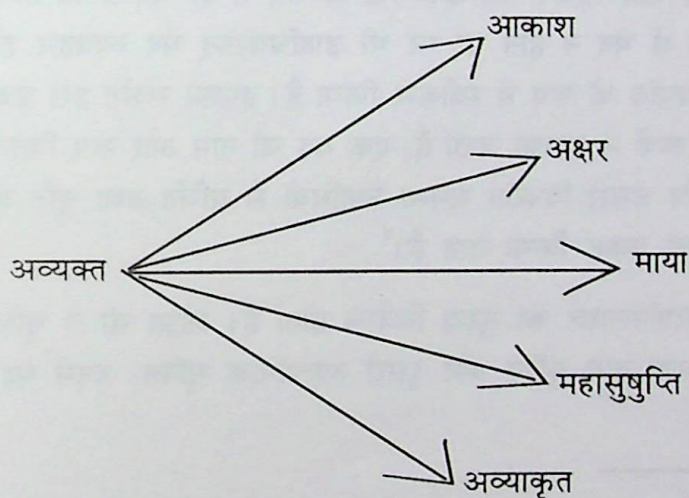 आकाश
अक्षर
अव्यक्त
माया
महासुषुप्ति
अव्याकृत